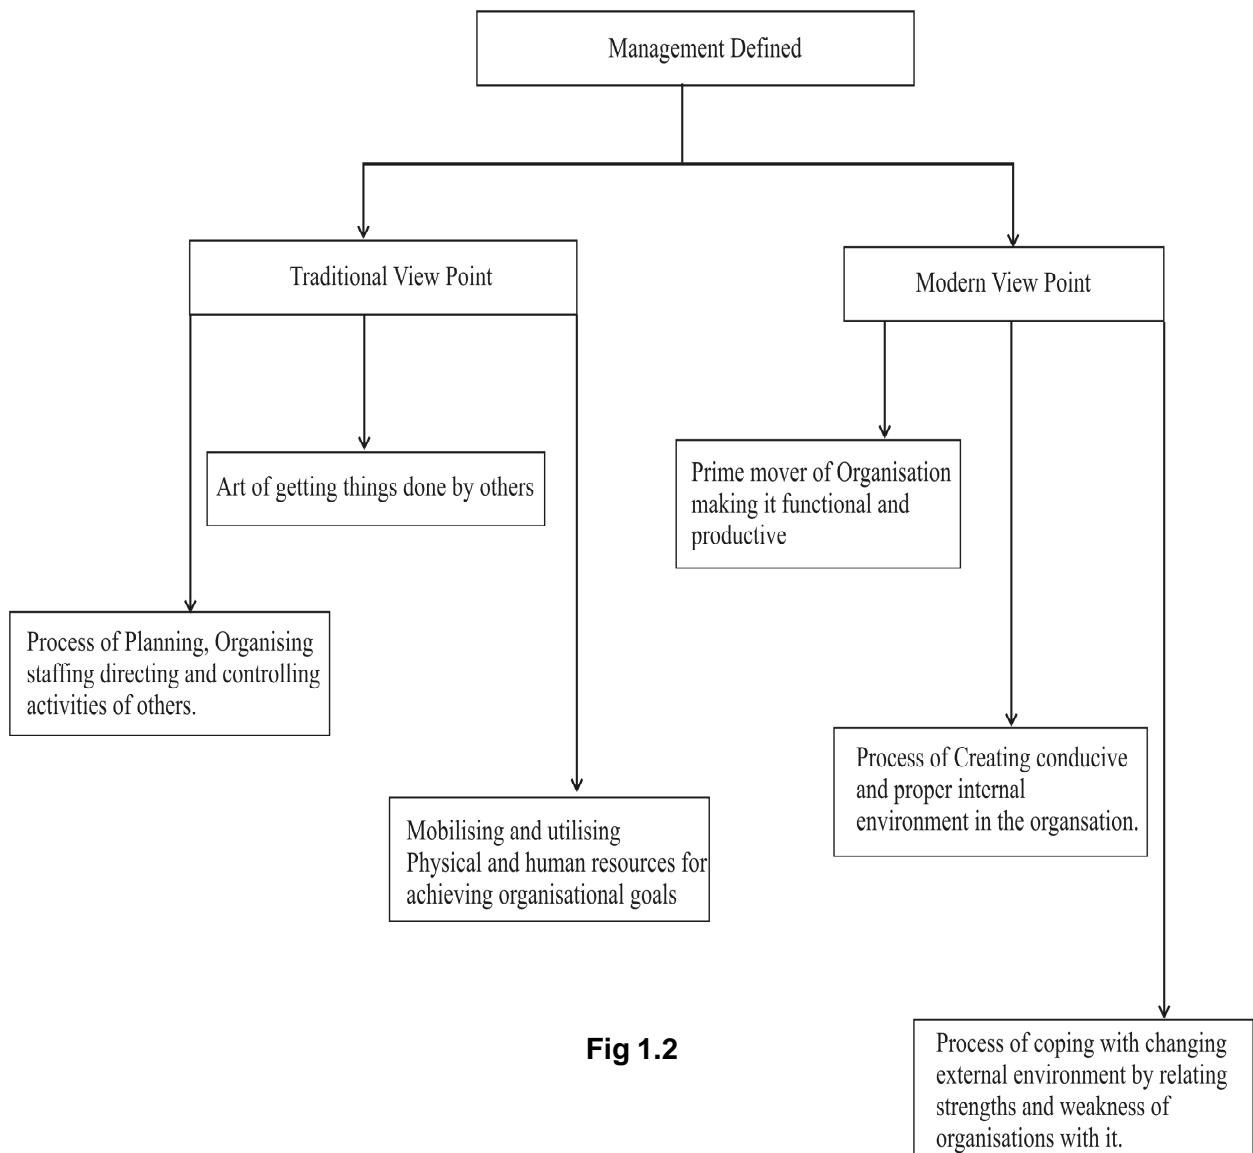 Management Defined
Traditional View Point
Modern View Point
Art of getting things done by others
Prime mover of Organisation
making it functional and
productive
Process of Planning, Organising
staffing directing and controlling
activities of others.
Process of Creating conducive
and proper internal
environment in the organsation.
Mobilising and utilising
Physical and human resources for
achieving organisational goals
Fig 1.2
Process of coping with changing
external environment by relating
strengths and weakness of
organisations with it.